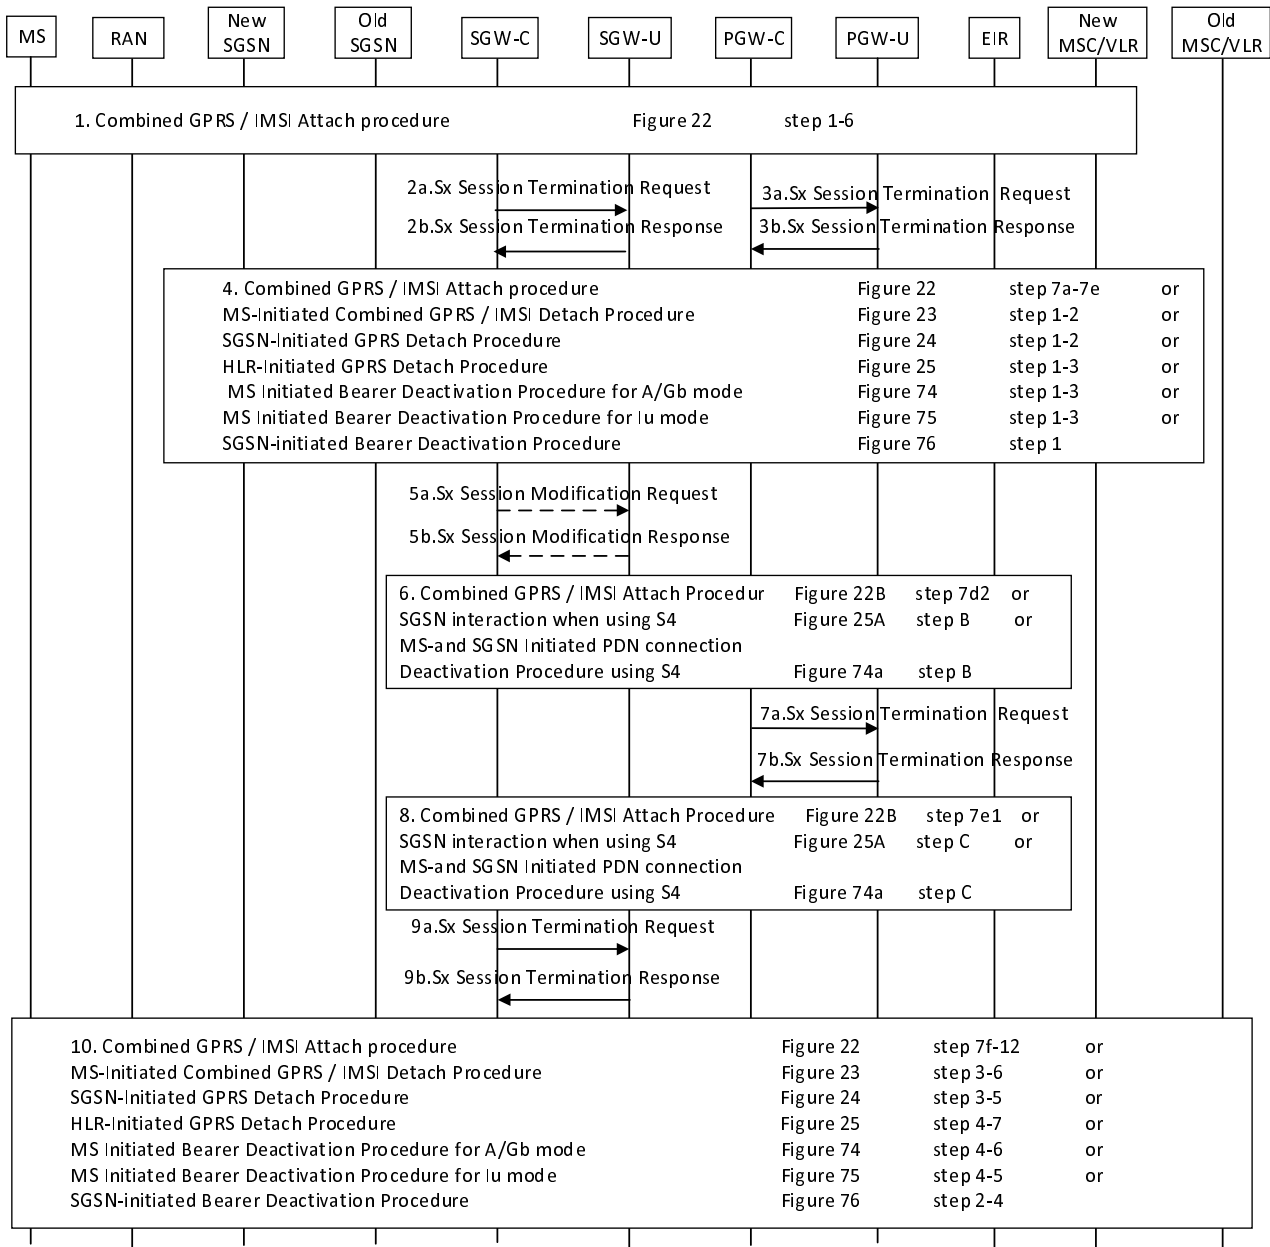 MS RAN New SGSN Old SGSN SGW-C SGW-U PGW-C PGW-U EIR New MSC/VLR Old MSC/VLR
1. Combined GPRS / IMSI Attach procedure Figure 22 step 1-6
2a.Sx Session Termination Request
3a.Sx Session Termination Request
2b.Sx Session Termination Response
3b.Sx Session Termination Response
4. Combined GPRS / IMSI Attach procedure Figure 22 step 7a-7e or
MS-Initiated Combined GPRS / IMSI Detach Procedure Figure 23 step 1-2 or
SGSN-Initiated GPRS Detach Procedure Figure 24 step 1-2 or
HLR-Initiated GPRS Detach Procedure Figure 25 step 1-3 or
MS Initiated Bearer Deactivation Procedure for A/Gb mode Figure 74 step 1-3 or
MS Initiated Bearer Deactivation Procedure for Iu mode Figure 75 step 1-3 or
SGSN-initiated Bearer Deactivation Procedure Figure 76 step 1
5a.Sx Session Modification Request
5b.Sx Session Modification Response
6. Combined GPRS / IMSI Attach Procedur Figure 22B step 7d2 or
SGSN interaction when using S4 Figure 25A step B or
MS-and SGSN Initiated PDN connection
Deactivation Procedure using S4 Figure 74a step B
7a.Sx Session Termination Request
7b.Sx Session Termination Response
8. Combined GPRS / IMSI Attach Procedure Figure 22B step 7e1 or
SGSN interaction when using S4 Figure 25A step C or
MS-and SGSN Initiated PDN connection
Deactivation Procedure using S4 Figure 74a step C
9a.Sx Session Termination Request
9b.Sx Session Termination Response
10. Combined GPRS / IMSI Attach procedure Figure 22 step 7f-12 or
MS-Initiated Combined GPRS / IMSI Detach Procedure Figure 23 step 3-6 or
SGSN-Initiated GPRS Detach Procedure Figure 24 step 3-5 or
HLR-Initiated GPRS Detach Procedure Figure 25 step 4-7 or
MS Initiated Bearer Deactivation Procedure for A/Gb mode Figure 74 step 4-6 or
MS Initiated Bearer Deactivation Procedure for Iu mode Figure 75 step 4-5 or
SGSN-initiated Bearer Deactivation Procedure Figure 76 step 2-4